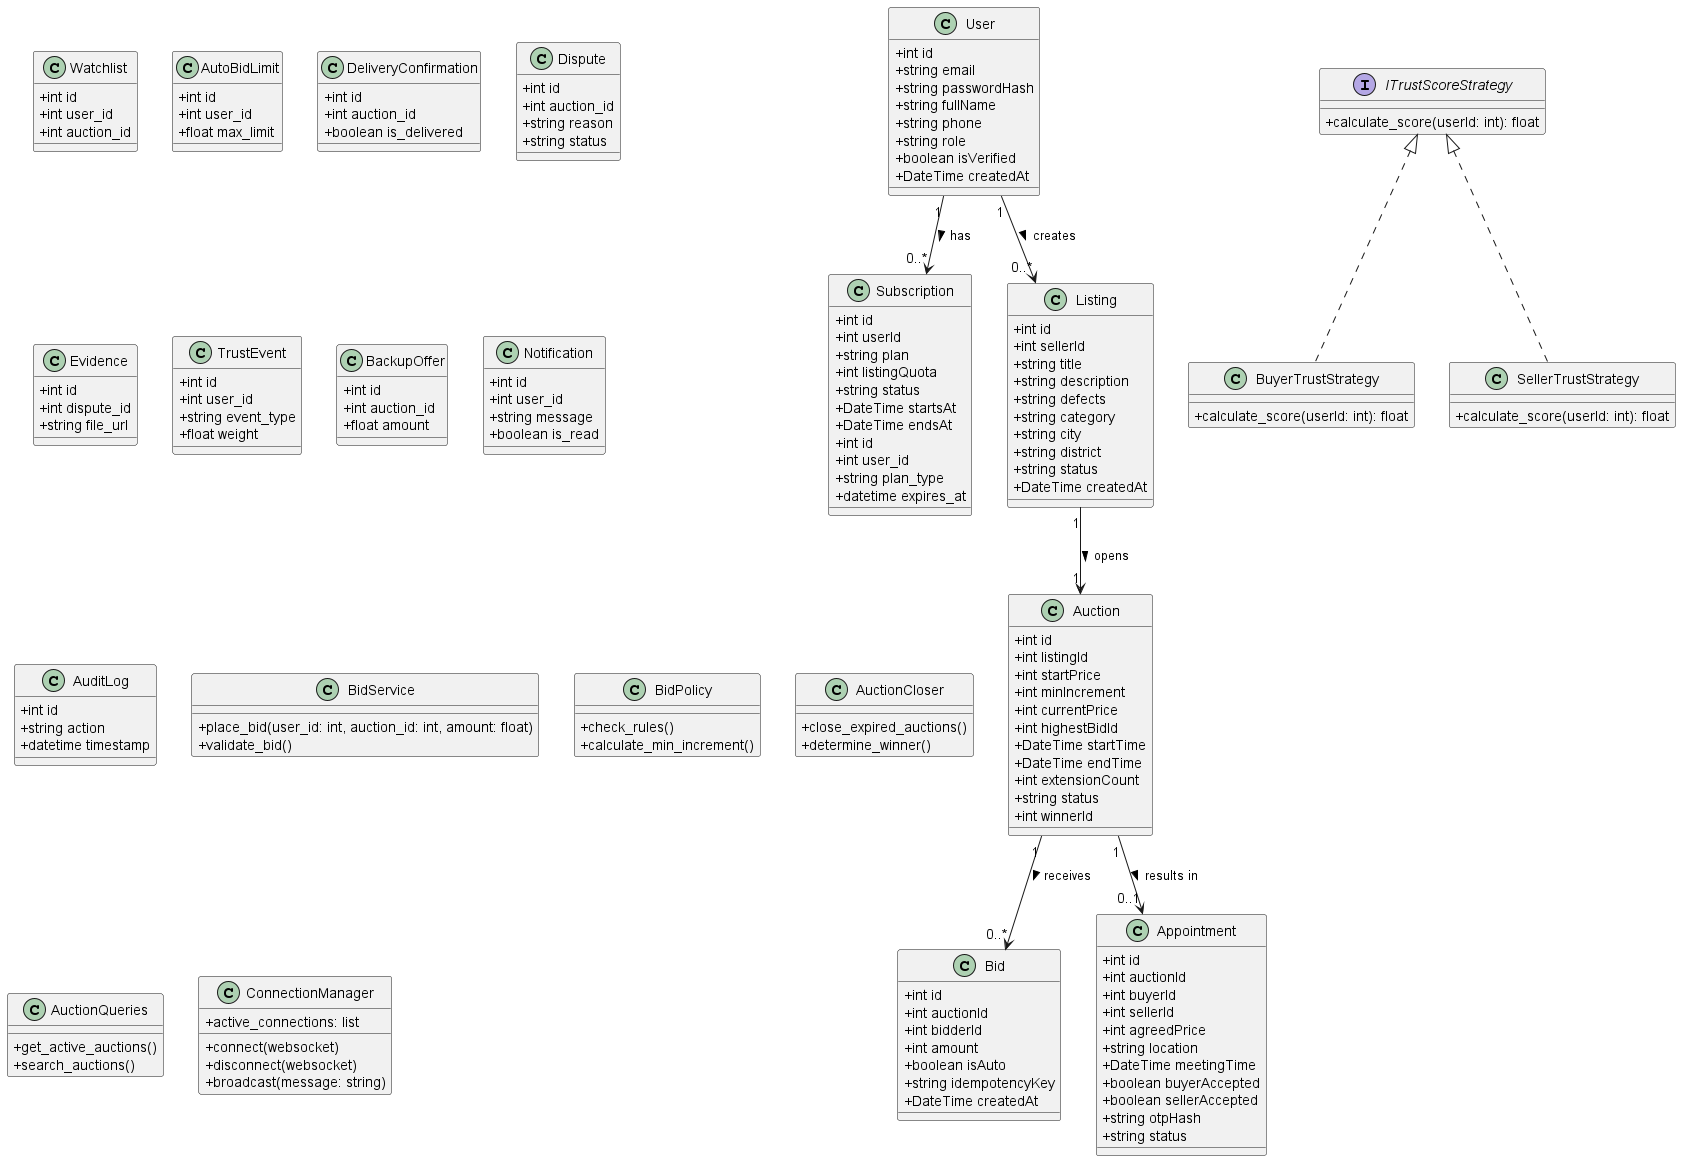 C Watchlist
+int id
+int user_id
+int auction_id
C AutoBidLimit
+int id
+int user_id
+float max_limit
C DeliveryConfirmation
+int id
+int auction_id
+boolean is_delivered
C Dispute
+int id
+int auction_id
+string reason
+string status
C User
+int id
+string email
+string passwordHash
+string fullName
+string phone
+string role
+boolean isVerified
+DateTime createdAt
I ITrustScoreStrategy
+calculate_score(userId: int): float
1
has
0..*
1
creates
0..*
C Evidence
+int id
+int dispute_id
+string file_url
C TrustEvent
+int id
+int user_id
+string event_type
+float weight
C BackupOffer
+int id
+int auction_id
+float amount
C Notification
+int id
+int user_id
+string message
+boolean is_read
C Subscription
+int id
+int userId
+string plan
+int listingQuota
+string status
+DateTime startsAt
+DateTime endsAt
+int id
+int user_id
+string plan_type
+datetime expires_at
C Listing
+int id
+int sellerId
+string title
+string description
+string defects
+string category
+string city
+string district
+string status
+DateTime createdAt
C BuyerTrustStrategy
+calculate_score(userId: int): float
C SellerTrustStrategy
+calculate_score(userId: int): float
1
opens
1
C AuditLog
+int id
+string action
+datetime timestamp
C BidService
+place_bid(user_id: int, auction_id: int, amount: float)
+validate_bid()
C BidPolicy
+check_rules()
+calculate_min_increment()
C AuctionCloser
+close_expired_auctions()
+determine_winner()
C Auction
+int id
+int listingId
+int startPrice
+int minIncrement
+int currentPrice
+int highestBidId
+DateTime startTime
+DateTime endTime
+int extensionCount
+string status
+int winnerId
1
receives
0..*
1
results in
0..1
C AuctionQueries
+get_active_auctions()
+search_auctions()
C ConnectionManager
+active_connections: list
+connect(websocket)
+disconnect(websocket)
+broadcast(message: string)
C Bid
+int id
+int auctionId
+int bidderId
+int amount
+boolean isAuto
+string idempotencyKey
+DateTime createdAt
C Appointment
+int id
+int auctionId
+int buyerId
+int sellerId
+int agreedPrice
+string location
+DateTime meetingTime
+boolean buyerAccepted
+boolean sellerAccepted
+string otpHash
+string status